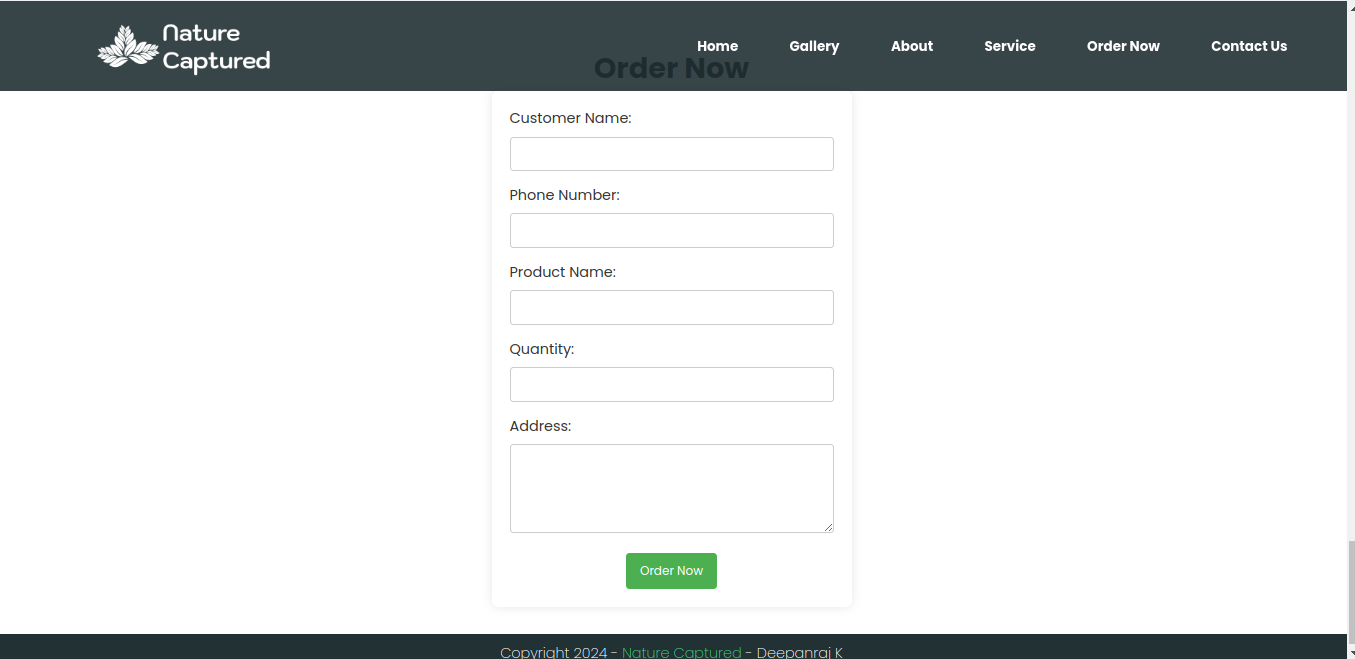 Nature
Captured
Home Gallery About Service Order Now Contact Us
Order Now
Customer Name:
Phone Number:
Product Name:
Quantity:
Address:
Order Now
Copyright 2024 - Nature Captured - Deepanraj K